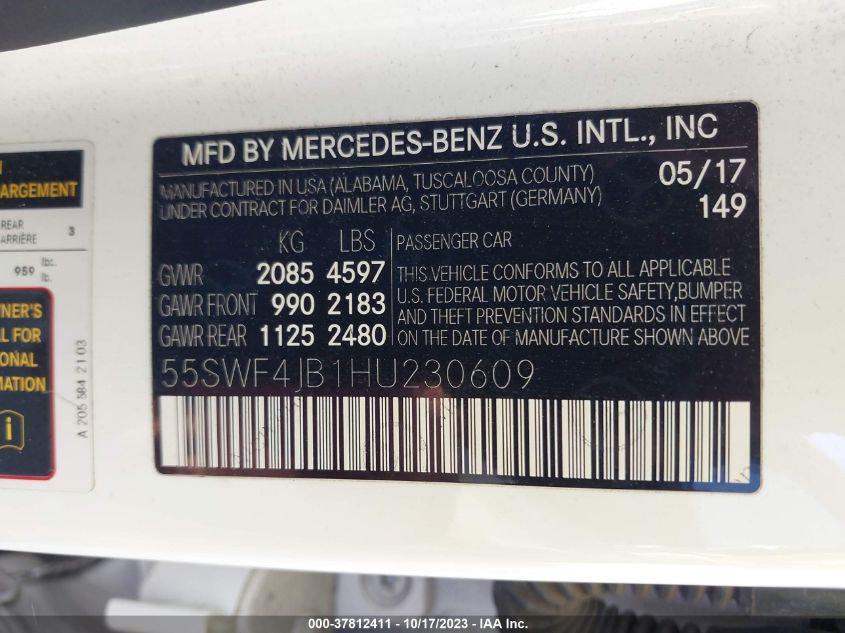 MFD BY MERCEDES-BENZ U.S. INTL., INC
MANUFACTURED IN USA (ALABAMA, TUSCALOOSA COUNTY) 05/17
UNDER CONTRACT FOR DAIMLER AG, STUTTGART (GERMANY) 149
KG LBS PASSENGER CAR
GVWR 2085 4597
GAWR FRONT 990 2183
GAWR REAR 1125 2480
THIS VEHICLE CONFORMS TO ALL APPLICABLE
U.S. FEDERAL MOTOR VEHICLE SAFETY,BUMPER
AND THEFT PREVENTION STANDARDS IN EFFECT
ON THE DATE OF MANUFACTURE SHOWN ABOVE
55SWF4JB1HU230609
ARGEMENT
REAR
ARRIÈRE 3
959 lbc.
lb.
WNER'S
L FOR
IONAL
MATION
A 205 584 21 03
000-37812411 - 10/17/2023 - IAA Inc.